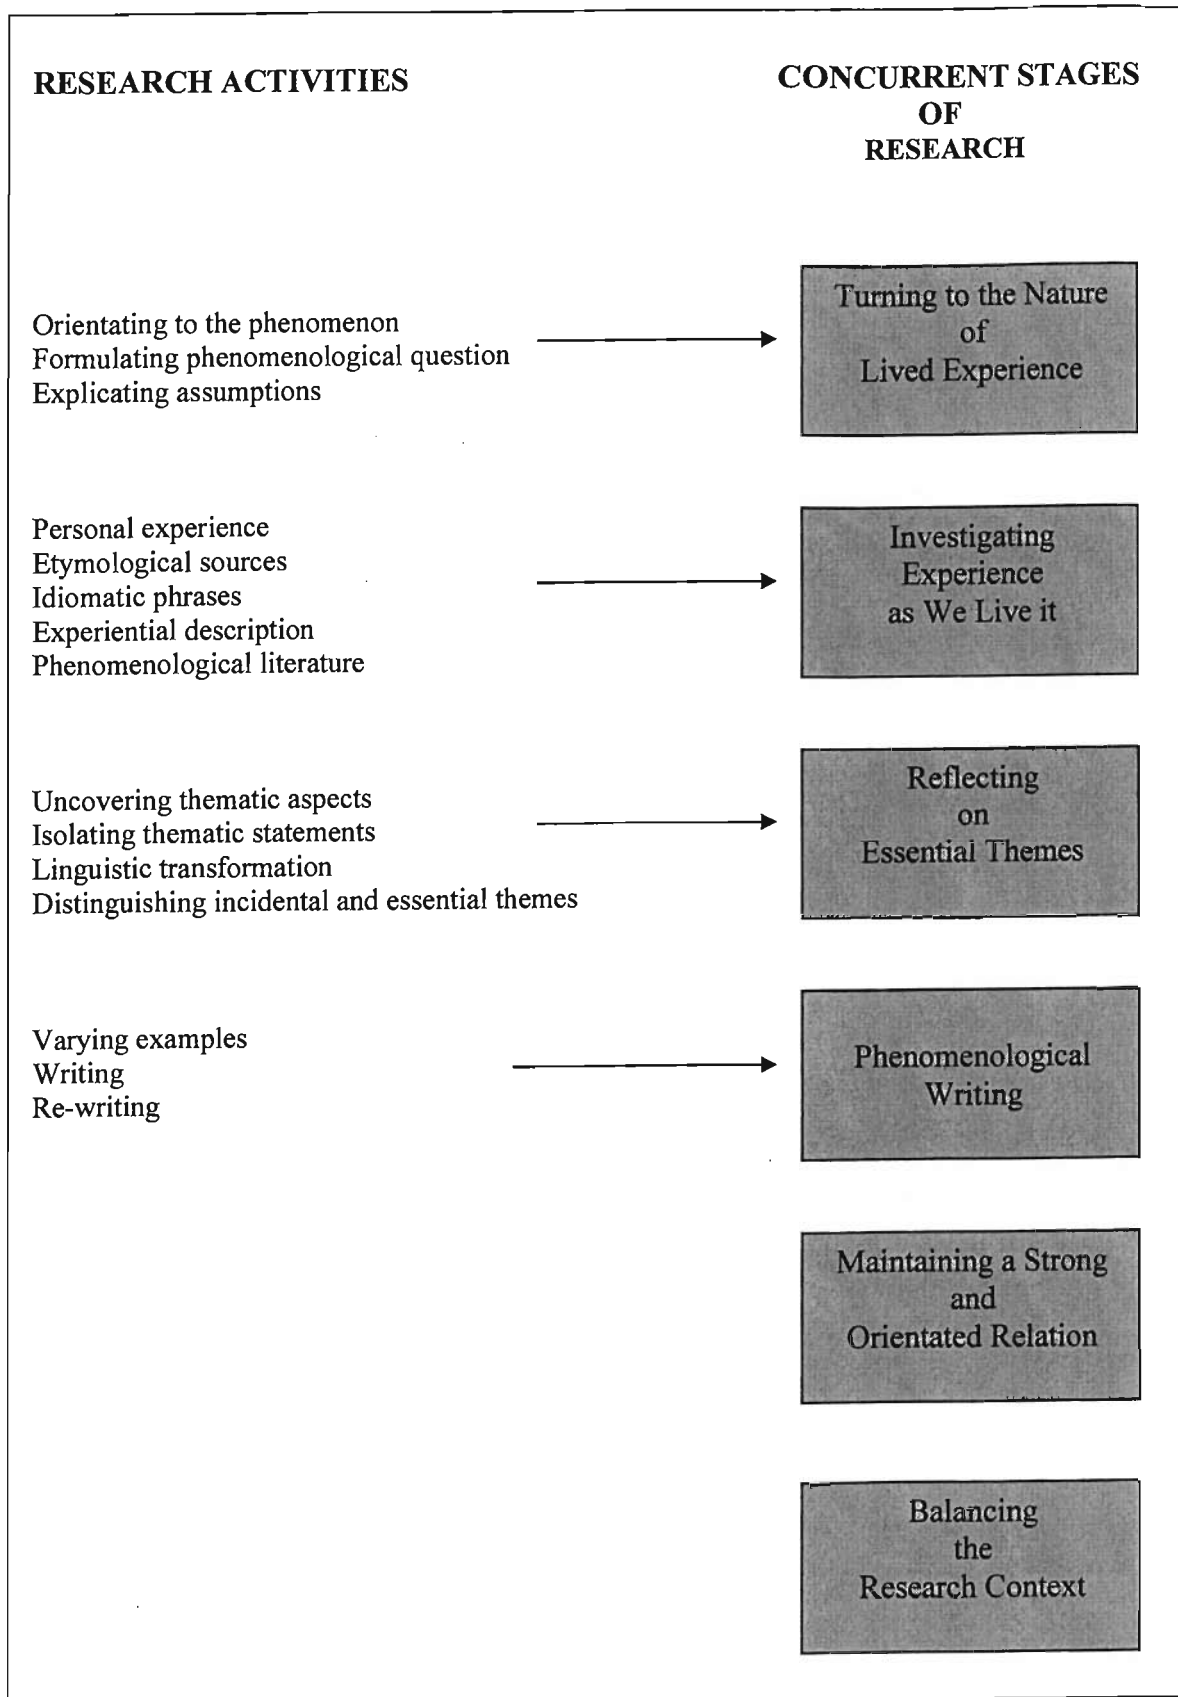 RESEARCH ACTIVITIES
CONCURRENT STAGES
OF
RESEARCH
Orientating to the phenomenon
Formulating phenomenological question
Explicating assumptions
Turning to the Nature
of
Lived Experience
Personal experience
Etymological sources
Idiomatic phrases
Experiential description
Phenomenological literature
Investigating
Experience
as We Live it
Uncovering thematic aspects
Isolating thematic statements
Linguistic transformation
Distinguishing incidental and essential themes
Reflecting
on
Essential Themes
Varying examples
Writing
Re-writing
Phenomenological
Writing
Maintaining a Strong
and
Orientated Relation
Balancing
the
Research Context